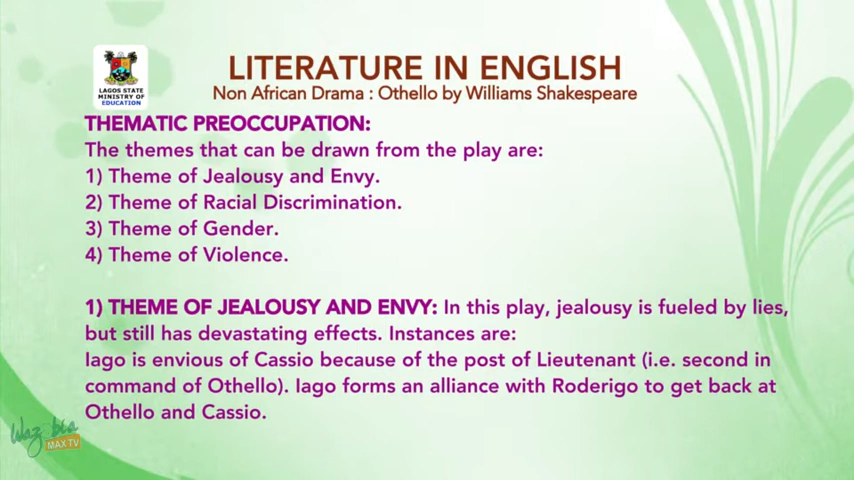 LITERATURE IN ENGLISH
LAGOS STATE
MINISTRY OF
EDUCATION
Non African Drama : Othello by Williams Shakespeare
THEMATIC PREOCCUPATION:
The themes that can be drawn from the play are:
1) Theme of Jealousy and Envy.
2) Theme of Racial Discrimination.
3) Theme of Gender.
4) Theme of Violence.
1) THEME OF JEALOUSY AND ENVY: In this play, jealousy is fueled by lies,
but still has devastating effects. Instances are:
Iago is envious of Cassio because of the post of Lieutenant (i.e. second in
command of Othello). Iago forms an alliance with Roderigo to get back at
Othello and Cassio.
MAX TV